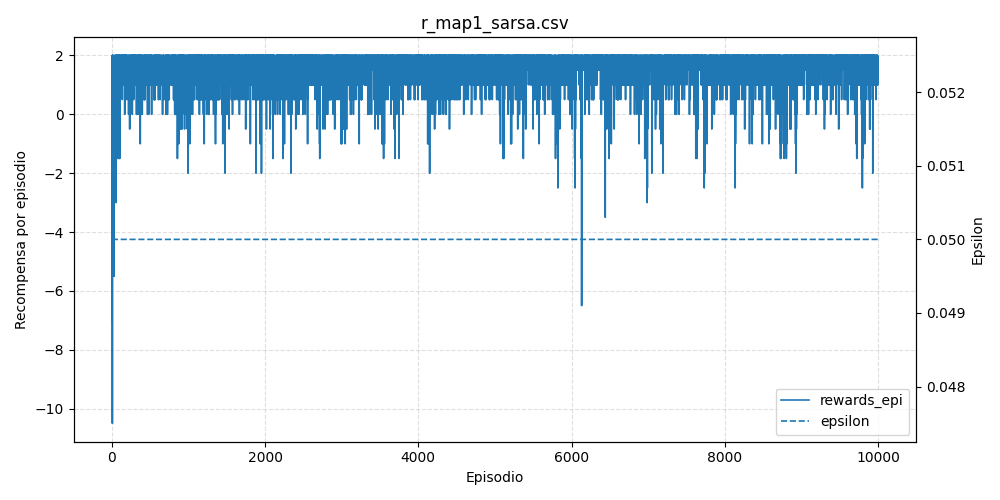 r_map1_sarsa.csv
2
0
−2
−4
−6
−8
−10
Recompensa por episodio
0.052
0.051
0.050
0.049
0.048
Epsilon
rewards_epi
epsilon
0 2000 4000 6000 8000 10000
Episodio